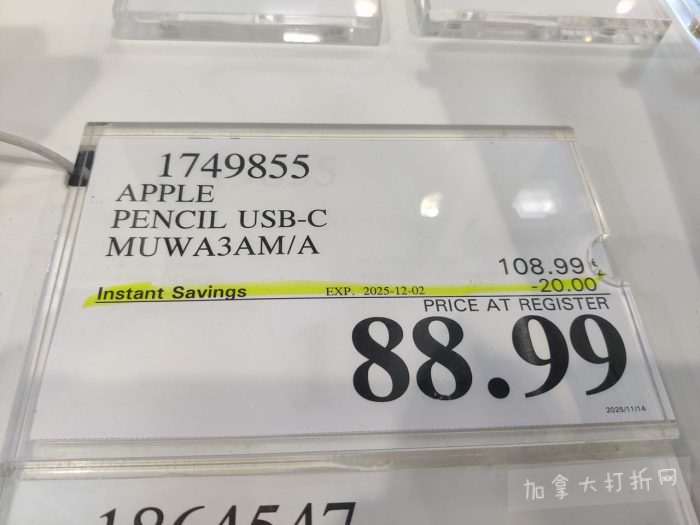 1749855
APPLE
PENCIL USB-C
MUWA3AM/A
108.99
Instant Savings EXP. 2025-12-02 -20.00
PRICE AT REGISTER
88.99
2025/11/14
1864547
加拿大打折网